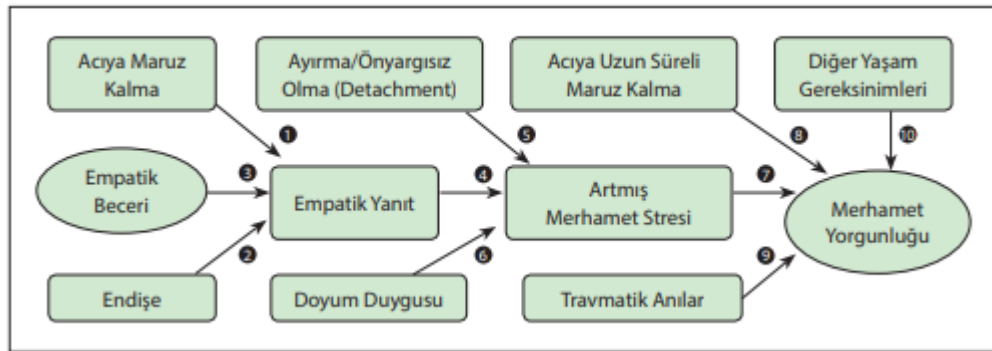 Acıya Maruz
Kalma
Ayırma/Önyargısız
Olma (Detachment)
Acıya Uzun Süreli
Maruz Kalma
Diğer Yaşam
Gereksinimleri
1
5
8
10
Empatik
Beceri
3
Empatik Yanıt
4
Artmış
Merhamet Stresi
7
Merhamet
Yorgunluğu
2
6
9
Endişe
Doyum Duygusu
Travmatik Anılar